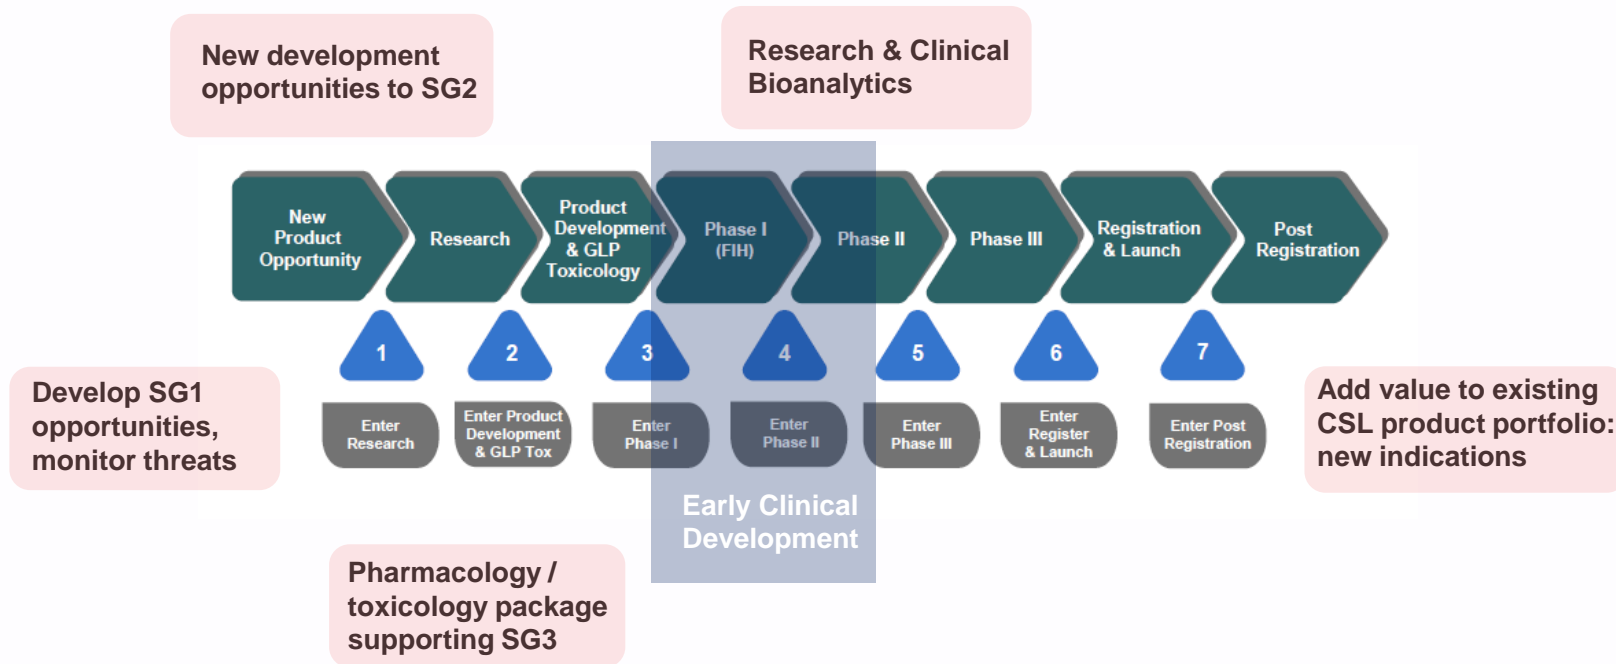 New development
opportunities to SG2
Research & Clinical
Bioanalytics
New
Product
Opportunity
Research
Product
Development
& GLP
Toxicology
Phase I
(FIH)
Phase II
Phase III
Registration
& Launch
Post
Registration
1
2
3
4
5
6
7
Enter
Research
Enter Product
Development
& GLP Tox
Enter
Phase I
Enter
Phase II
Enter
Phase III
Enter
Register
& Launch
Enter Post
Registration
Develop SG1
opportunities,
monitor threats
Add value to existing
CSL product portfolio:
new indications
Early Clinical
Development
Pharmacology /
toxicology package
supporting SG3